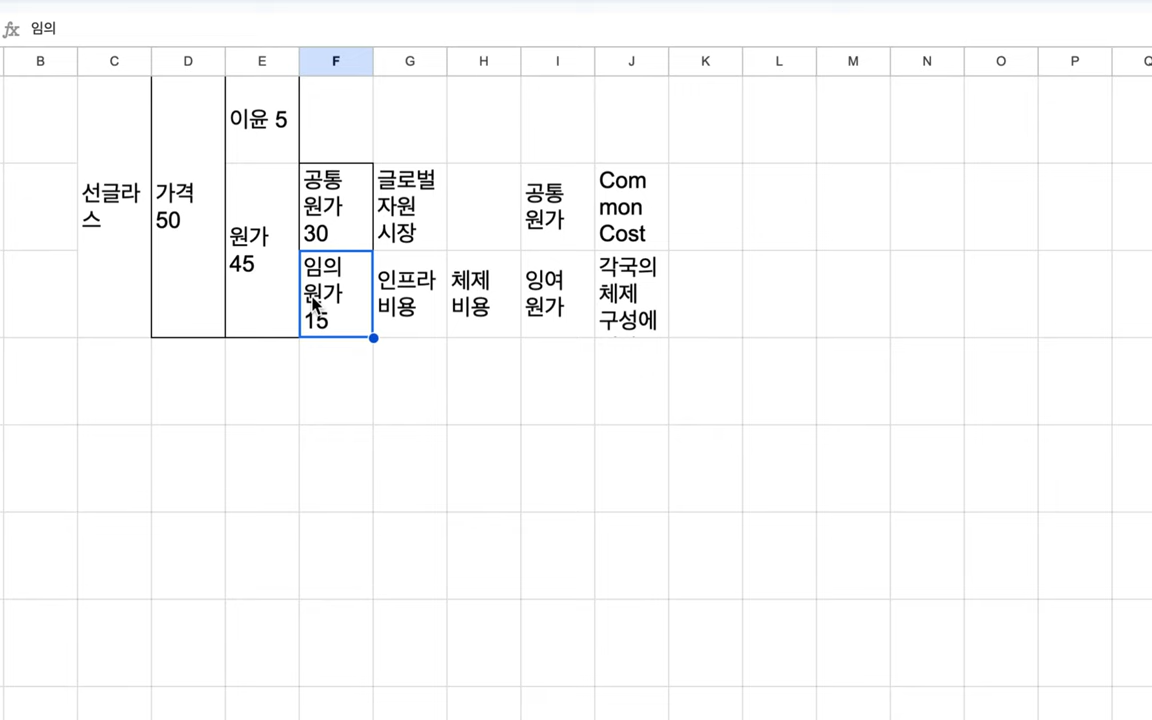 fx 임의
B C D E F G H I J K L M N O P Q
이윤 5
선글라
스
가격
50
원가
45
공통
원가
30
글로벌
자원
시장
공통
원가
Com
mon
Cost
임의
원가
15
인프라
비용
체제
비용
잉여
원가
각국의
체제
구성에